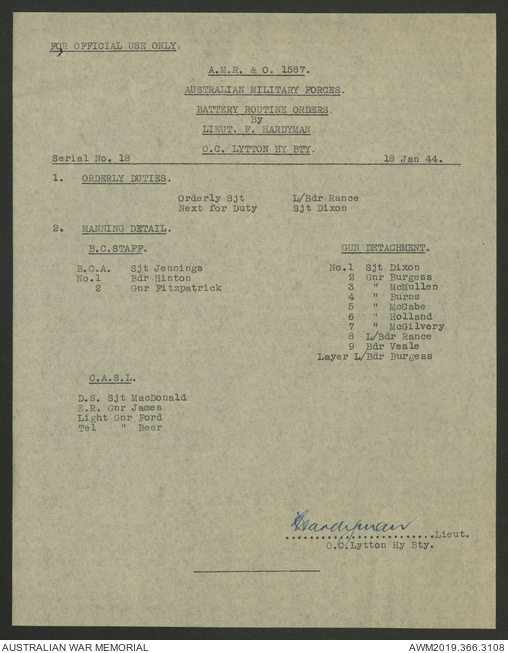 FOR OFFICIAL USE ONLY.
A.M.R. & O. 1587.
AUSTRALIAN MILITARY FORCES.
BATTERY ROUTINE ORDERS.
By
LIEUT. F. HARDYMAN
O.C. LYTTON HY BTY.
Serial No. 18 18 Jan 44.
1. ORDERLY DUTIES.
Orderly Sjt L/Bdr Rance
Next for Duty Sjt Dixon
2. MANNING DETAIL.
B.C.STAFF.
B.C.A. Sjt Jennings
No.1 Bdr Hinton
2 Gnr Fitzpatrick
GUN DETACHMENT.
No.1 Sjt Dixon
2 Gnr Burgess
3 " McMullen
4 " Burns
5 " McCabe
6 " Holland
7 " McGilvery
8 L/Bdr Rance
9 Bdr Veale
Layer L/Bdr Burgess
C.A.S.L.
D.S. Sjt MacDonald
E.R. Gnr James
Light Gnr Ford
Tel " Beer
Hardyman
Lieut.
O.C.Lytton Hy Bty.
AUSTRALIAN WAR MEMORIAL AWM2019.366.3108